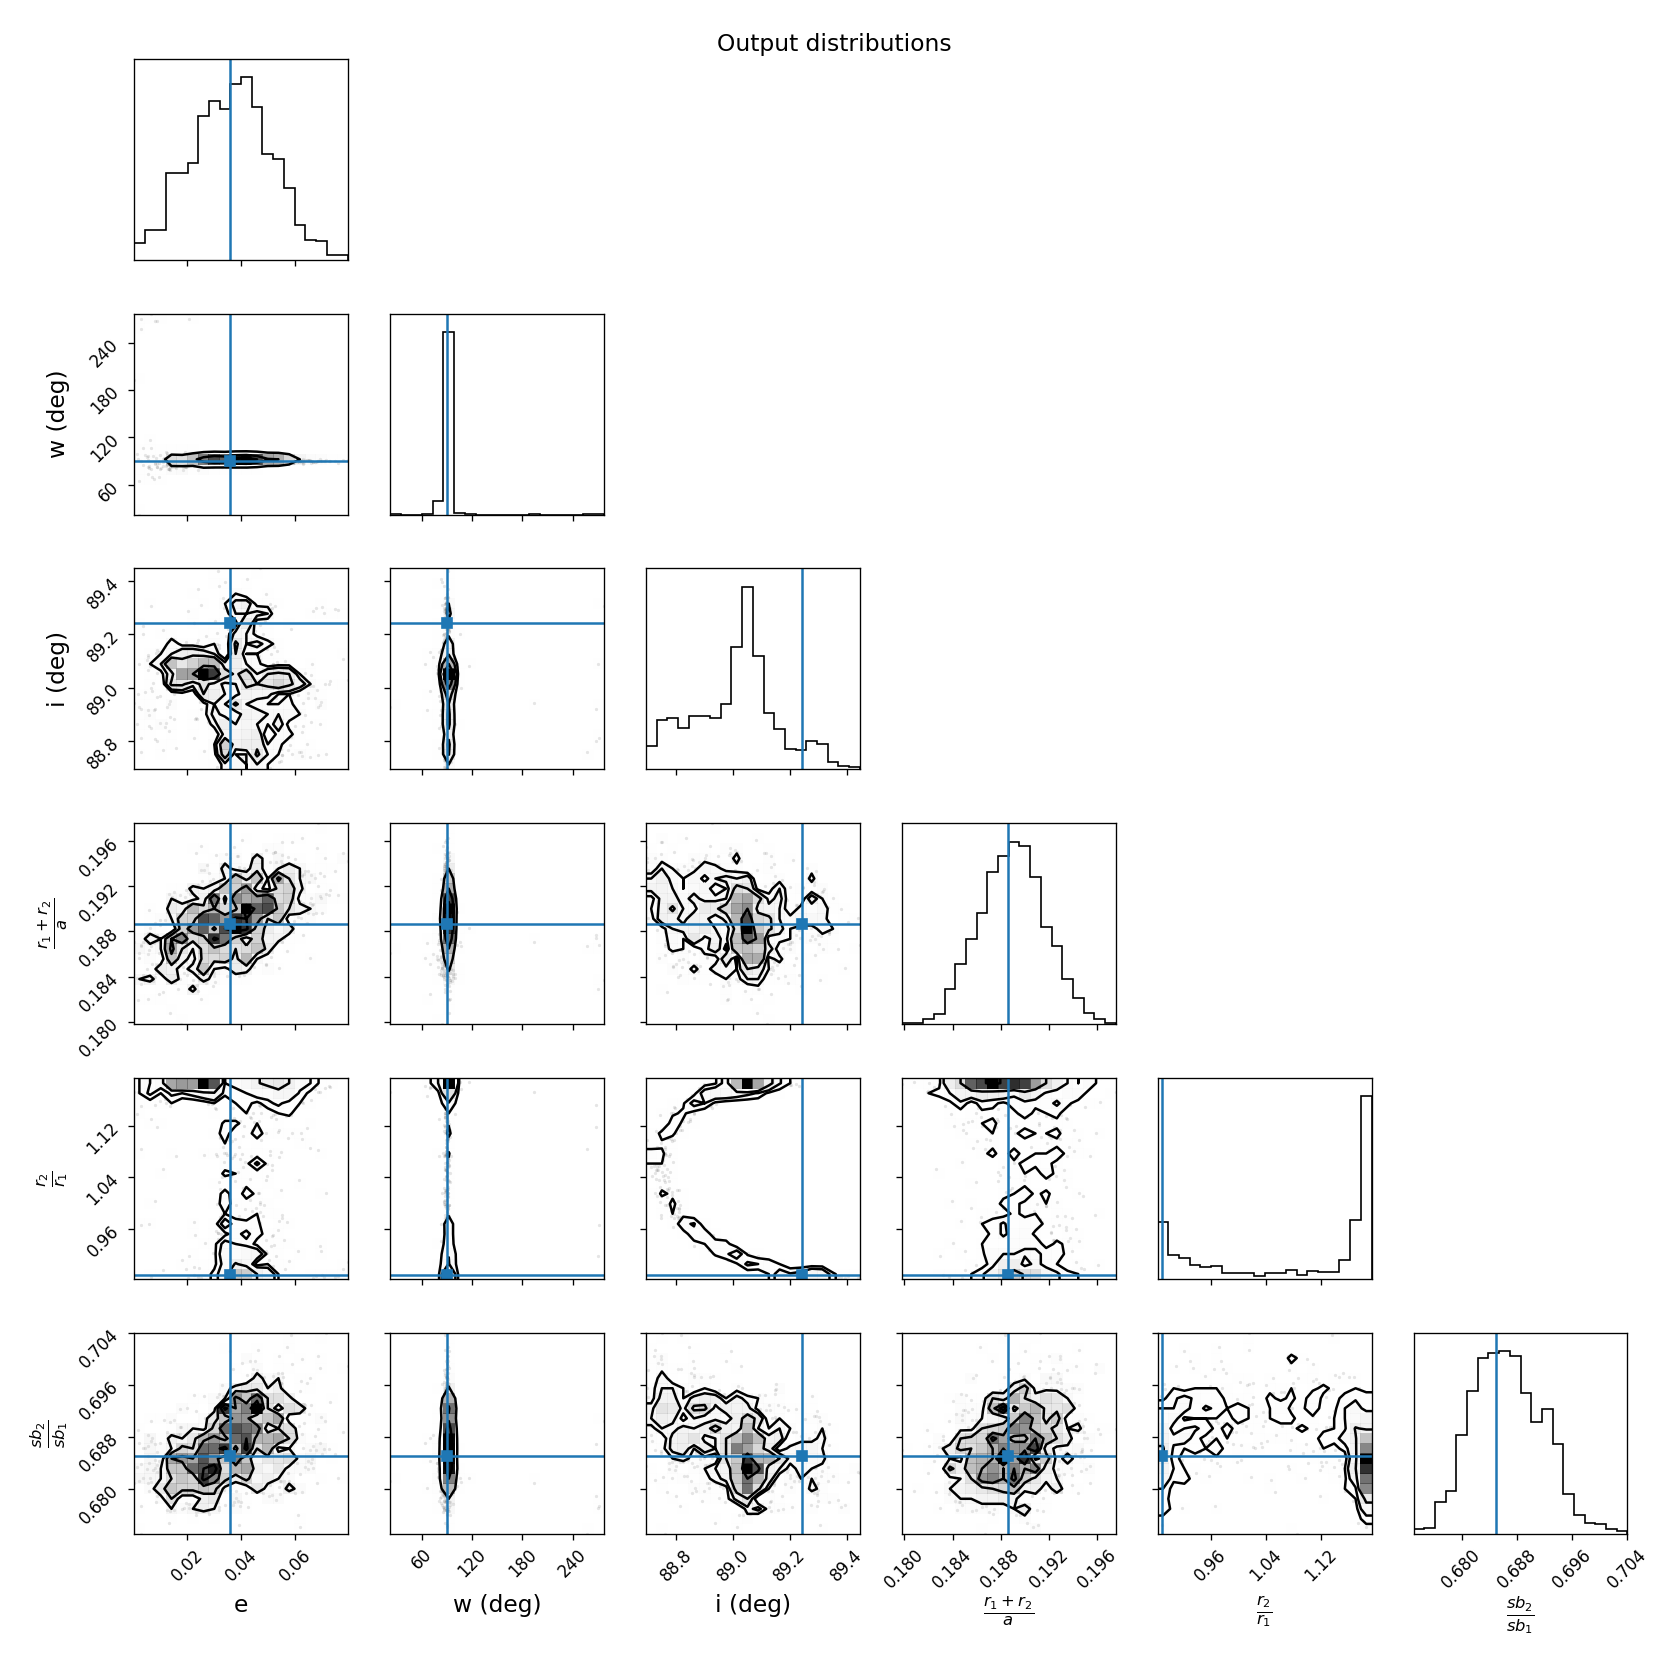 Output distributions
240
180
120
60
w (deg)
89.4
89.2
89.0
88.8
i (deg)
0.196
0.192
0.188
0.184
0.180
r₁ + r₂
a
1.12
1.04
0.96
r₂
r₁
0.704
0.696
0.688
0.680
sb₂
sb₁
0.02 0.04 0.06 60 120 180 240 88.8 89.0 89.2 89.4 0.180 0.184 0.188 0.192 0.196 0.96 1.04 1.12 0.680 0.688 0.696 0.704
e w (deg) i (deg) r₁ + r₂ / a r₂ / r₁ sb₂ / sb₁